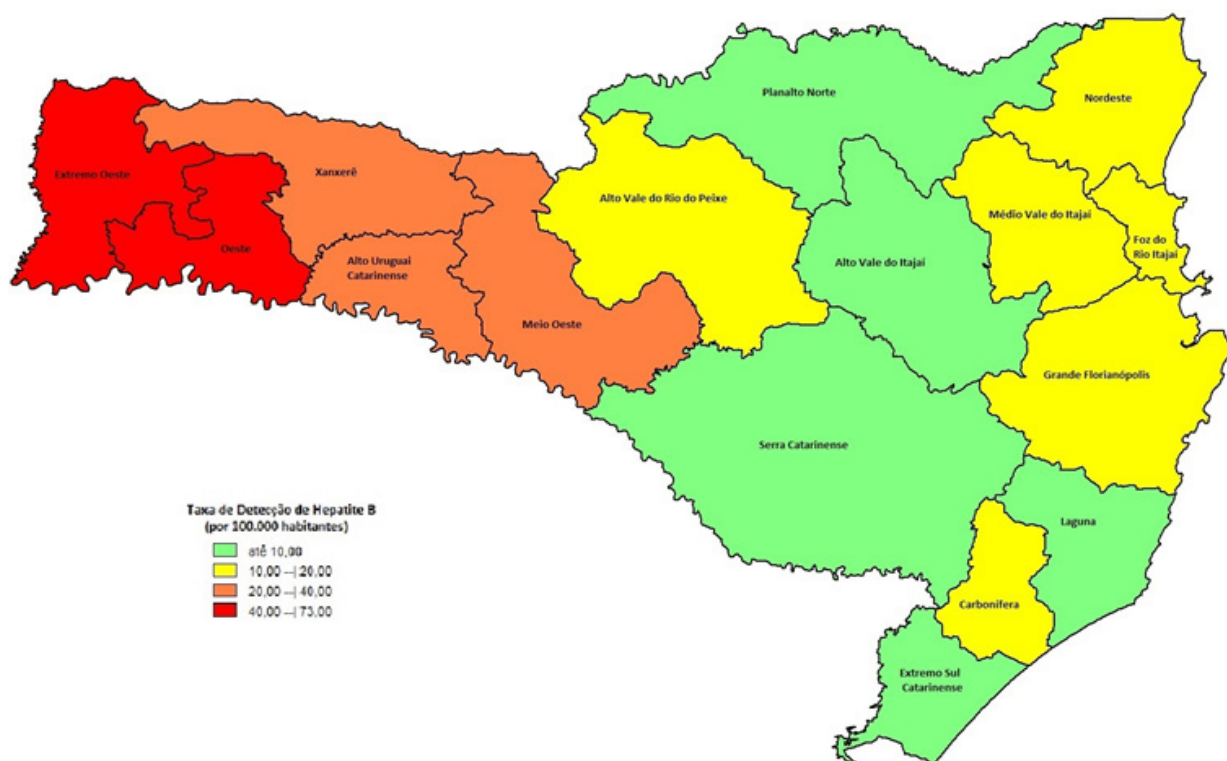 Planalto Norte
Nordeste
Extremo Oeste
Xanxerê
Alto Vale do Rio do Peixe
Médio Vale do Itajaí
Foz do
Rio Itajaí
Oeste
Alto Uruguai
Catarinense
Alto Vale do Itajaí
Meio Oeste
Grande Florianópolis
Serra Catarinense
Laguna
Carbonífera
Extremo Sul
Catarinense
Taxa de Detecção de Hepatite B
(por 100.000 habitantes)
até 10,00
10,00 ---| 20,00
20,00 ---| 40,00
40,00 ---| 73,00